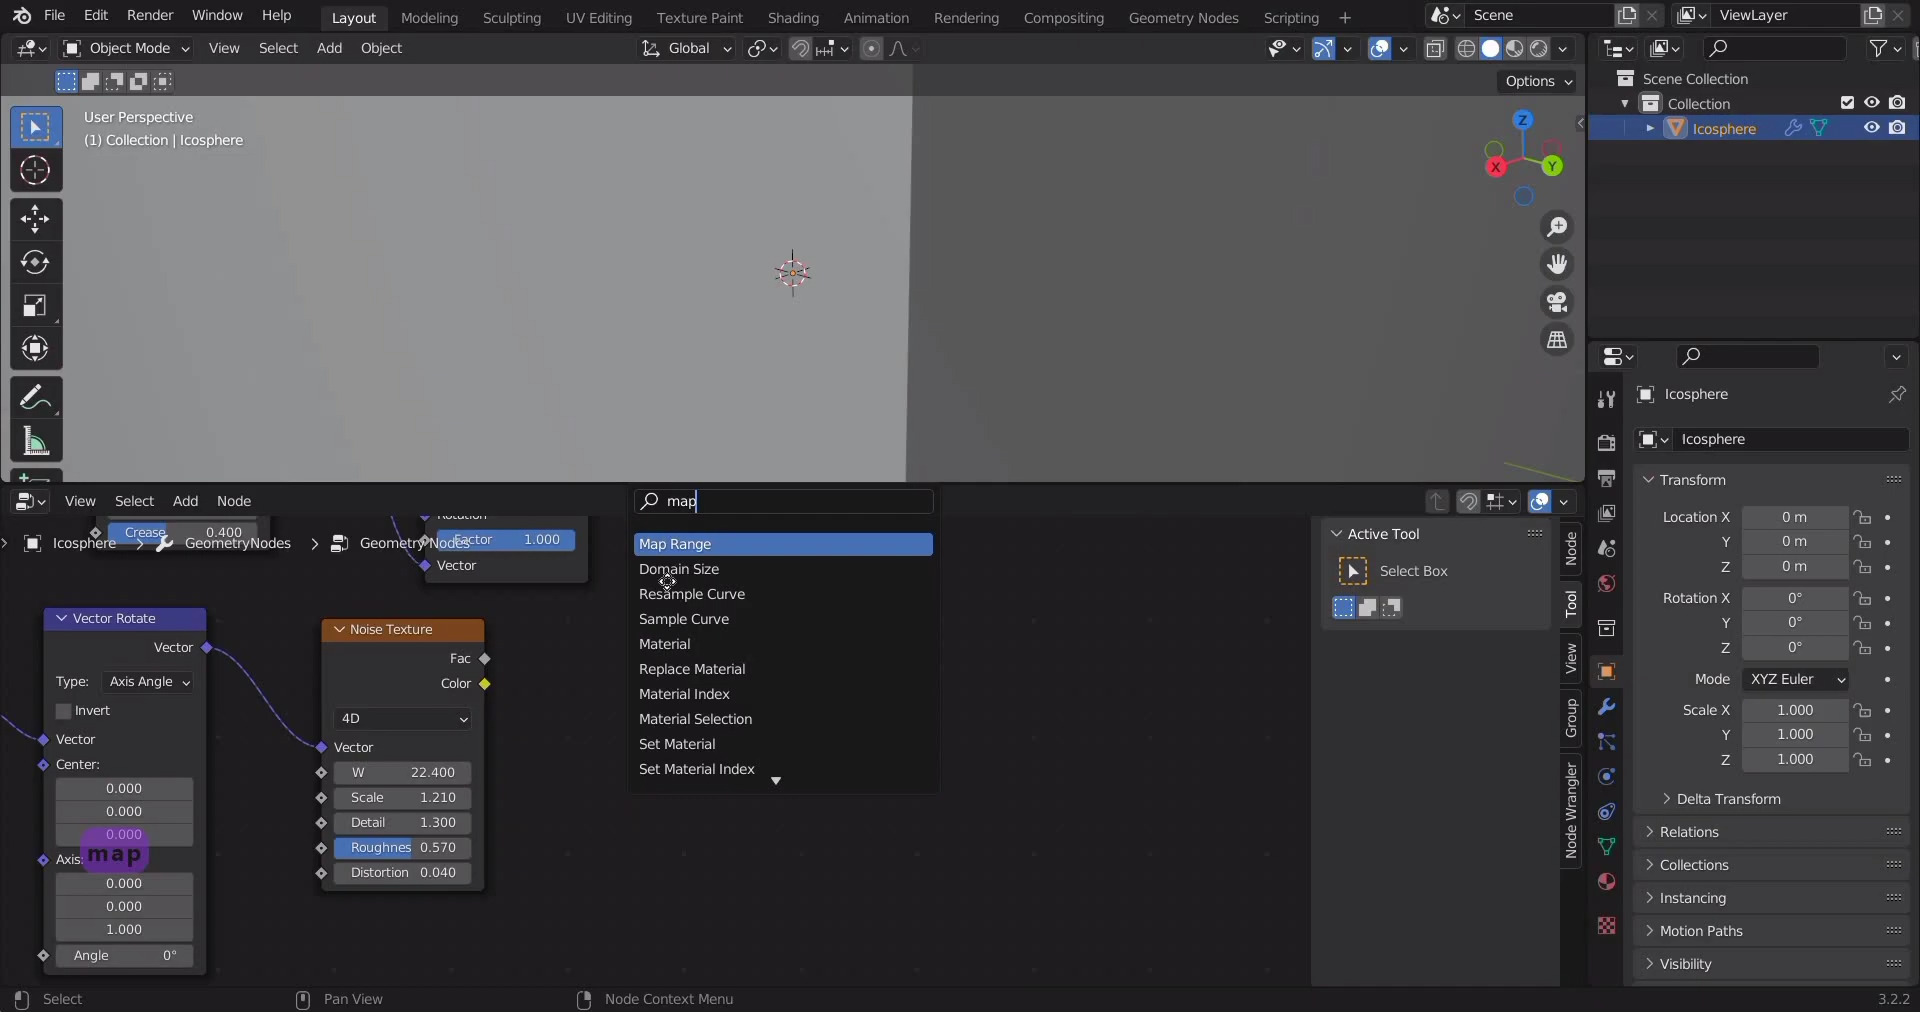 File Edit Render Window Help Layout Modeling Sculpting UV Editing Texture Paint Shading Animation Rendering Compositing Geometry Nodes Scripting + Scene ViewLayer
Object Mode View Select Add Object Global
Options
User Perspective
(1) Collection | Icosphere
Z
X
Y
Scene Collection
Collection
Icosphere
Icosphere
Icosphere
Transform
Location X 0 m
Y 0 m
Z 0 m
Rotation X 0°
Y 0°
Z 0°
Mode XYZ Euler
Scale X 1.000
Y 1.000
Z 1.000
Delta Transform
Relations
Collections
Instancing
Motion Paths
Visibility
View Select Add Node
map
Map Range
Domain Size
Resample Curve
Sample Curve
Material
Replace Material
Material Index
Material Selection
Set Material
Set Material Index
Crease 0.400
Icosphere > GeometryNodes > Geometry Nodes
Rotation
Factor 1.000
Vector
Vector Rotate
Vector
Type: Axis Angle
Invert
Vector
Center:
0.000
0.000
0.000
Axis:
map
0.000
0.000
1.000
Angle 0°
Noise Texture
Fac
Color
4D
Vector
W 22.400
Scale 1.210
Detail 1.300
Roughnes 0.570
Distortion 0.040
Active Tool
Select Box
Node
Tool
View
Group
Node Wrangler
Select Pan View Node Context Menu 3.2.2